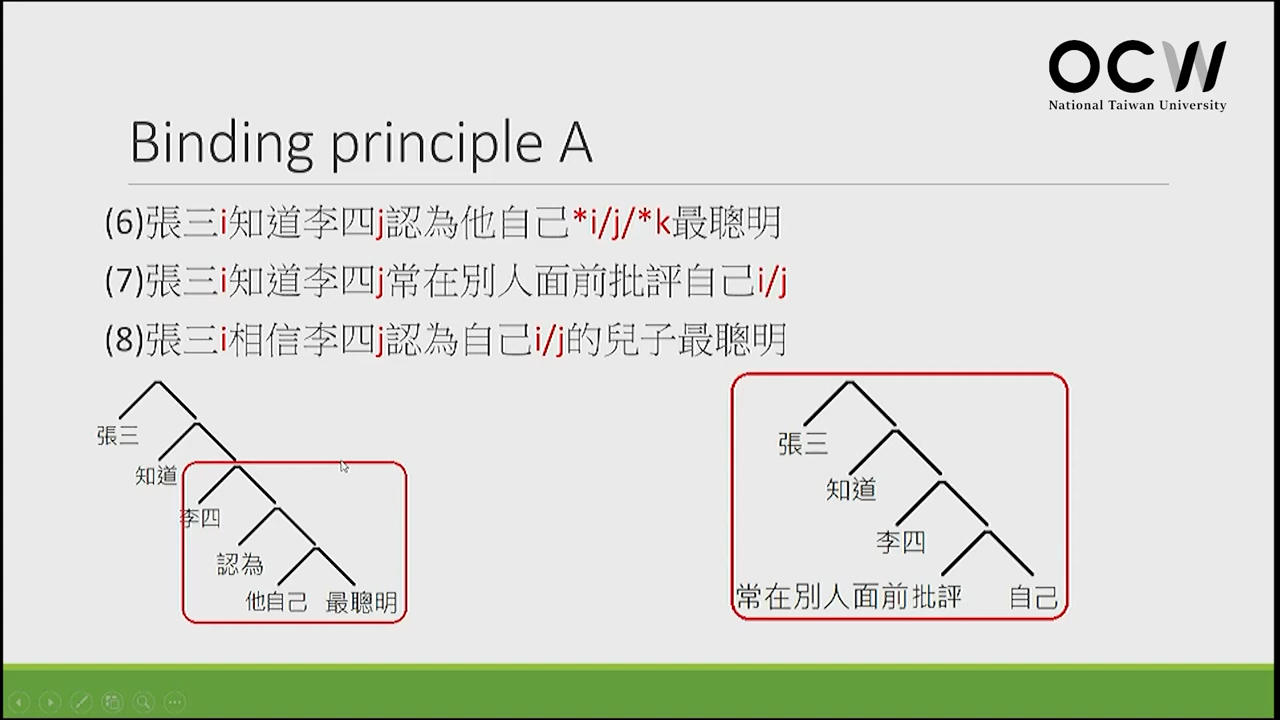 OCW
National Taiwan University
Binding principle A
(6)張三i知道李四j認為他自己*i/j/*k最聰明
(7)張三i知道李四j常在別人面前批評自己i/j
(8)張三i相信李四j認為自己i/j的兒子最聰明
張三
知道
李四
認為
他自己 最聰明
張三
知道
李四
常在別人面前批評 自己